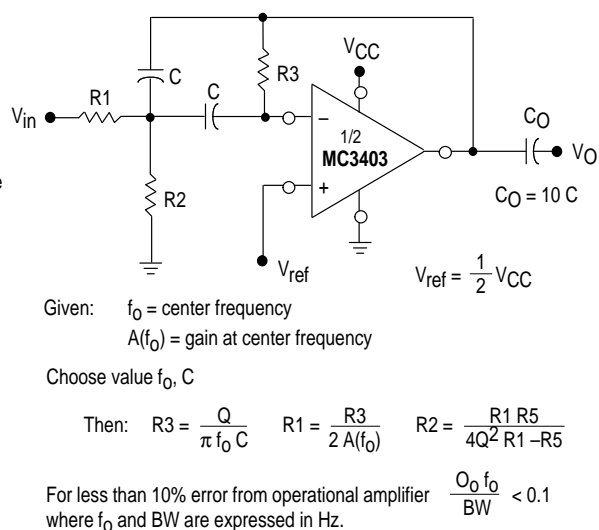 VCC
R3
C
C
R1
Vin
CO
VO
1/2
MC3403
–
+
R2
CO = 10 C
Vref
Vref = 1/2 VCC
e
Given: fo = center frequency
A(fo) = gain at center frequency
Choose value fo, C
Then: R3 = Q/π fo C R1 = R3/2 A(fo) R2 = R1 R5/4Q² R1 –R5
For less than 10% error from operational amplifier Oo fo/BW < 0.1
where fo and BW are expressed in Hz.